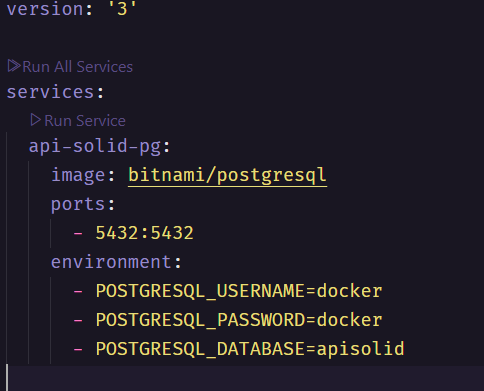 version: '3'
Run All Services
services:
Run Service
api-solid-pg:
image: bitnami/postgresql
ports:
- 5432:5432
environment:
- POSTGRESQL_USERNAME=docker
- POSTGRESQL_PASSWORD=docker
- POSTGRESQL_DATABASE=apisolid